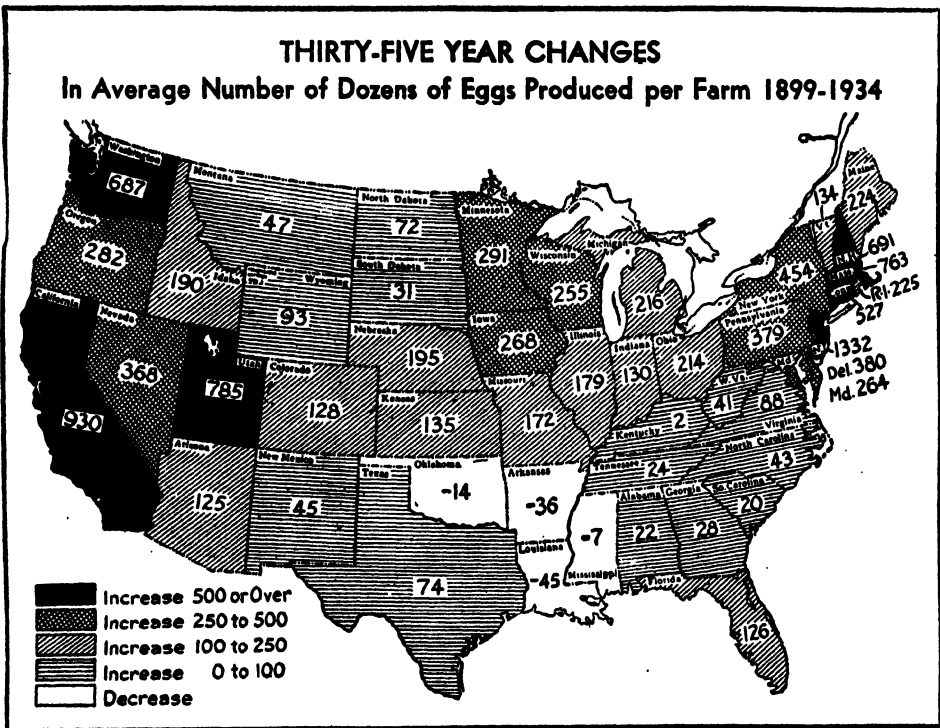 THIRTY-FIVE YEAR CHANGES
In Average Number of Dozens of Eggs Produced per Farm 1899-1934
Washington
687
Oregon
282
California
930
Nevada
368
Idaho
190
Montana
47
Wyoming
93
Utah
785
Colorado
128
Arizona
125
New Mexico
45
North Dakota
72
South Dakota
31
Nebraska
195
Kansas
135
Oklahoma
-14
Texas
74
Minnesota
291
Iowa
268
Missouri
172
Arkansas
-36
Louisiana
-45
Wisconsin
255
Illinois
179
Michigan
216
Indiana
130
Ohio
214
Kentucky
2
Tennessee
24
Mississippi
-7
Alabama
22
Georgia
28
Florida
126
So Carolina
20
North Carolina
43
Virginia
88
W. Va
41
Pennsylvania
379
New York
454
Vt
134
Maine
224
N.H.
691
763
R·I·225
527
1332
Del. 380
Md. 264
Md
Increase 500 or Over
Increase 250 to 500
Increase 100 to 250
Increase 0 to 100
Decrease